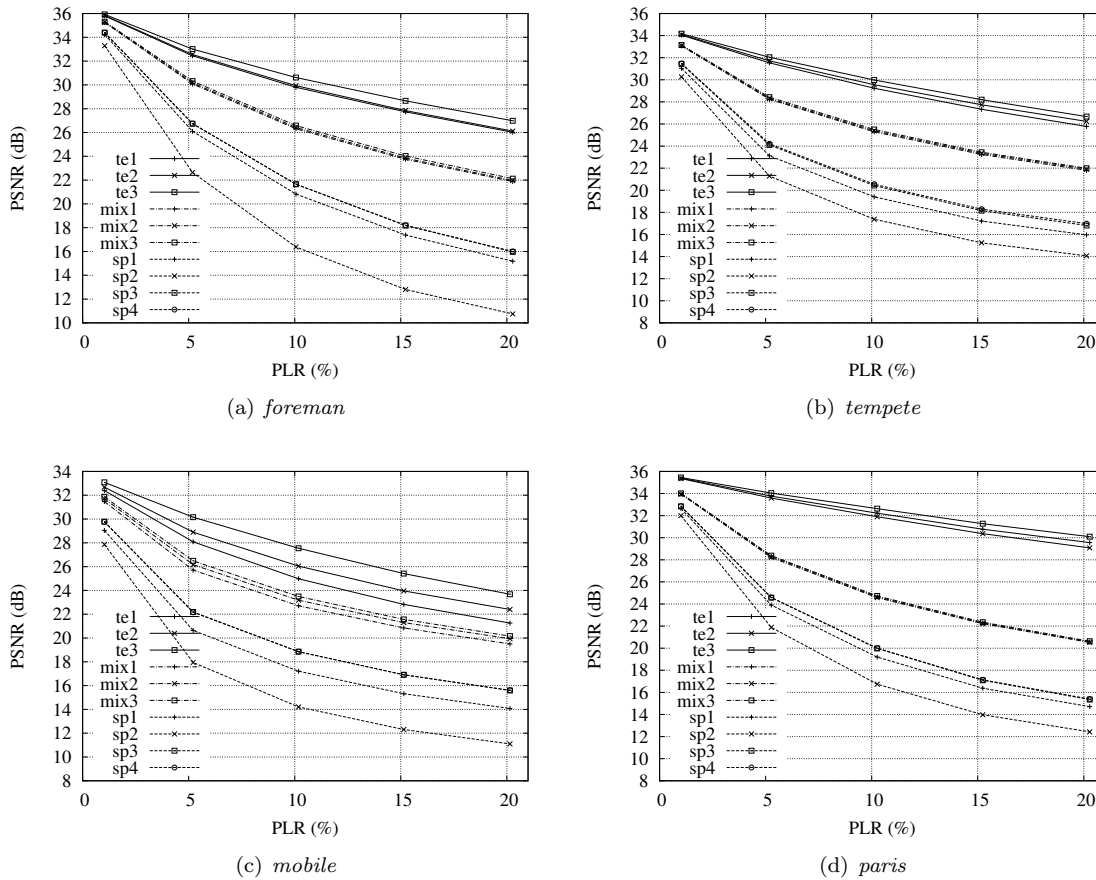 36
34
32
30
28
26
24
22
20
18
16
14
12
10
PSNR (dB)
te1
te2
te3
mix1
mix2
mix3
sp1
sp2
sp3
sp4
0 5 10 15 20
PLR (%)
(a) foreman
36
34
32
30
28
26
24
22
20
18
16
14
12
10
8
PSNR (dB)
te1
te2
te3
mix1
mix2
mix3
sp1
sp2
sp3
sp4
0 5 10 15 20
PLR (%)
(b) tempete
34
32
30
28
26
24
22
20
18
16
14
12
10
8
PSNR (dB)
te1
te2
te3
mix1
mix2
mix3
sp1
sp2
sp3
sp4
0 5 10 15 20
PLR (%)
(c) mobile
36
34
32
30
28
26
24
22
20
18
16
14
12
10
8
PSNR (dB)
te1
te2
te3
mix1
mix2
mix3
sp1
sp2
sp3
sp4
0 5 10 15 20
PLR (%)
(d) paris